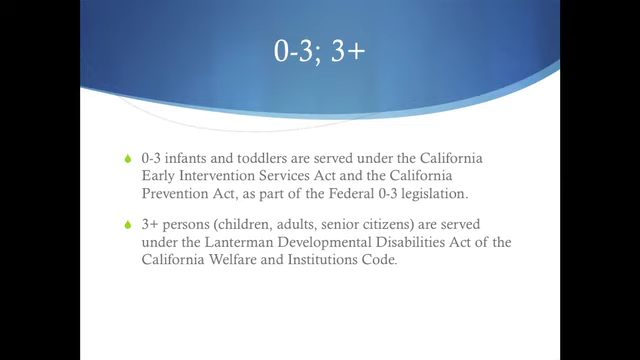 0-3; 3+
0-3 infants and toddlers are served under the California
Early Intervention Services Act and the California
Prevention Act, as part of the Federal 0-3 legislation.
3+ persons (children, adults, senior citizens) are served
under the Lanterman Developmental Disabilities Act of the
California Welfare and Institutions Code.